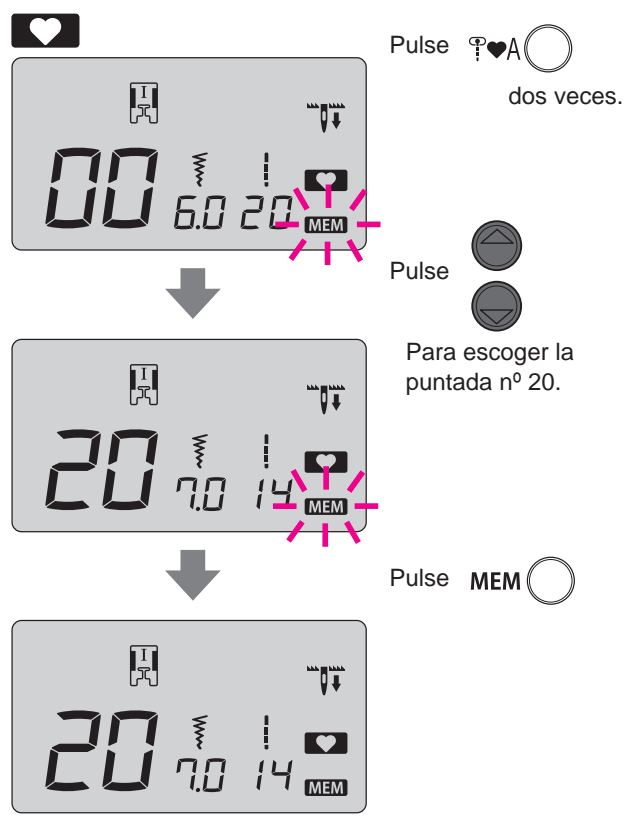 Pulse A
dos veces.
I
00 6.0 20
MEM
Pulse
Para escoger la
puntada nº 20.
I
20 7.0 14
MEM
Pulse MEM
I
20 7.0 14
MEM